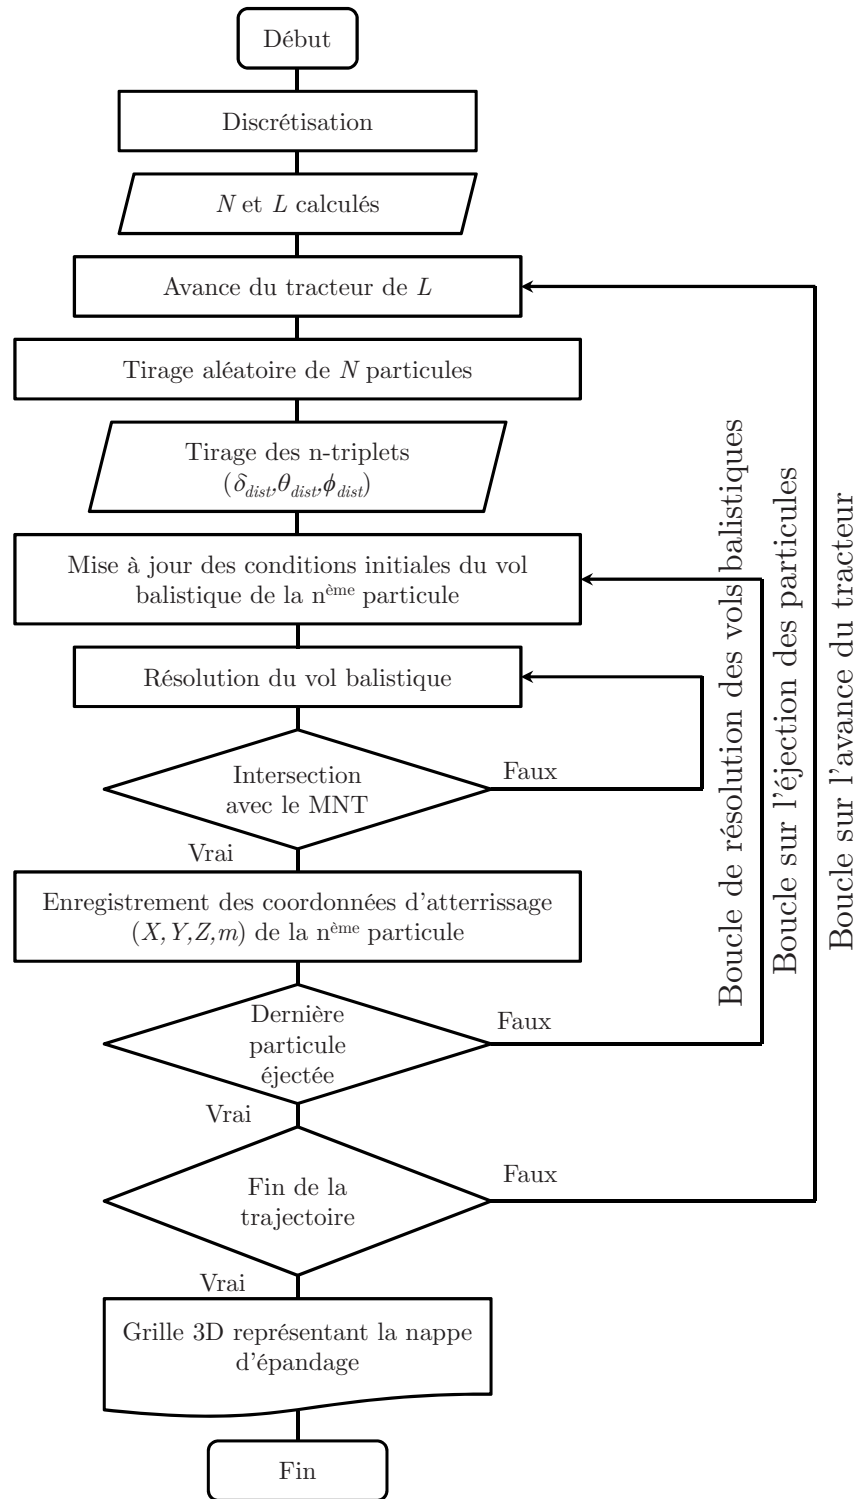 Début
Discrétisation
N et L calculés
Avance du tracteur de L
Tirage aléatoire de N particules
Tirage des n-triplets
(δdist,θdist,ϕdist)
Mise à jour des conditions initiales du vol
balistique de la nème particule
Résolution du vol balistique
Intersection
avec le MNT
Faux
Vrai
Enregistrement des coordonnées d'atterrissage
(X,Y,Z,m) de la nème particule
Dernière
particule
éjectée
Faux
Vrai
Fin de la
trajectoire
Faux
Vrai
Grille 3D représentant la nappe
d'épandage
Fin
Boucle de résolution des vols balistiques
Boucle sur l'éjection des particules
Boucle sur l'avance du tracteur